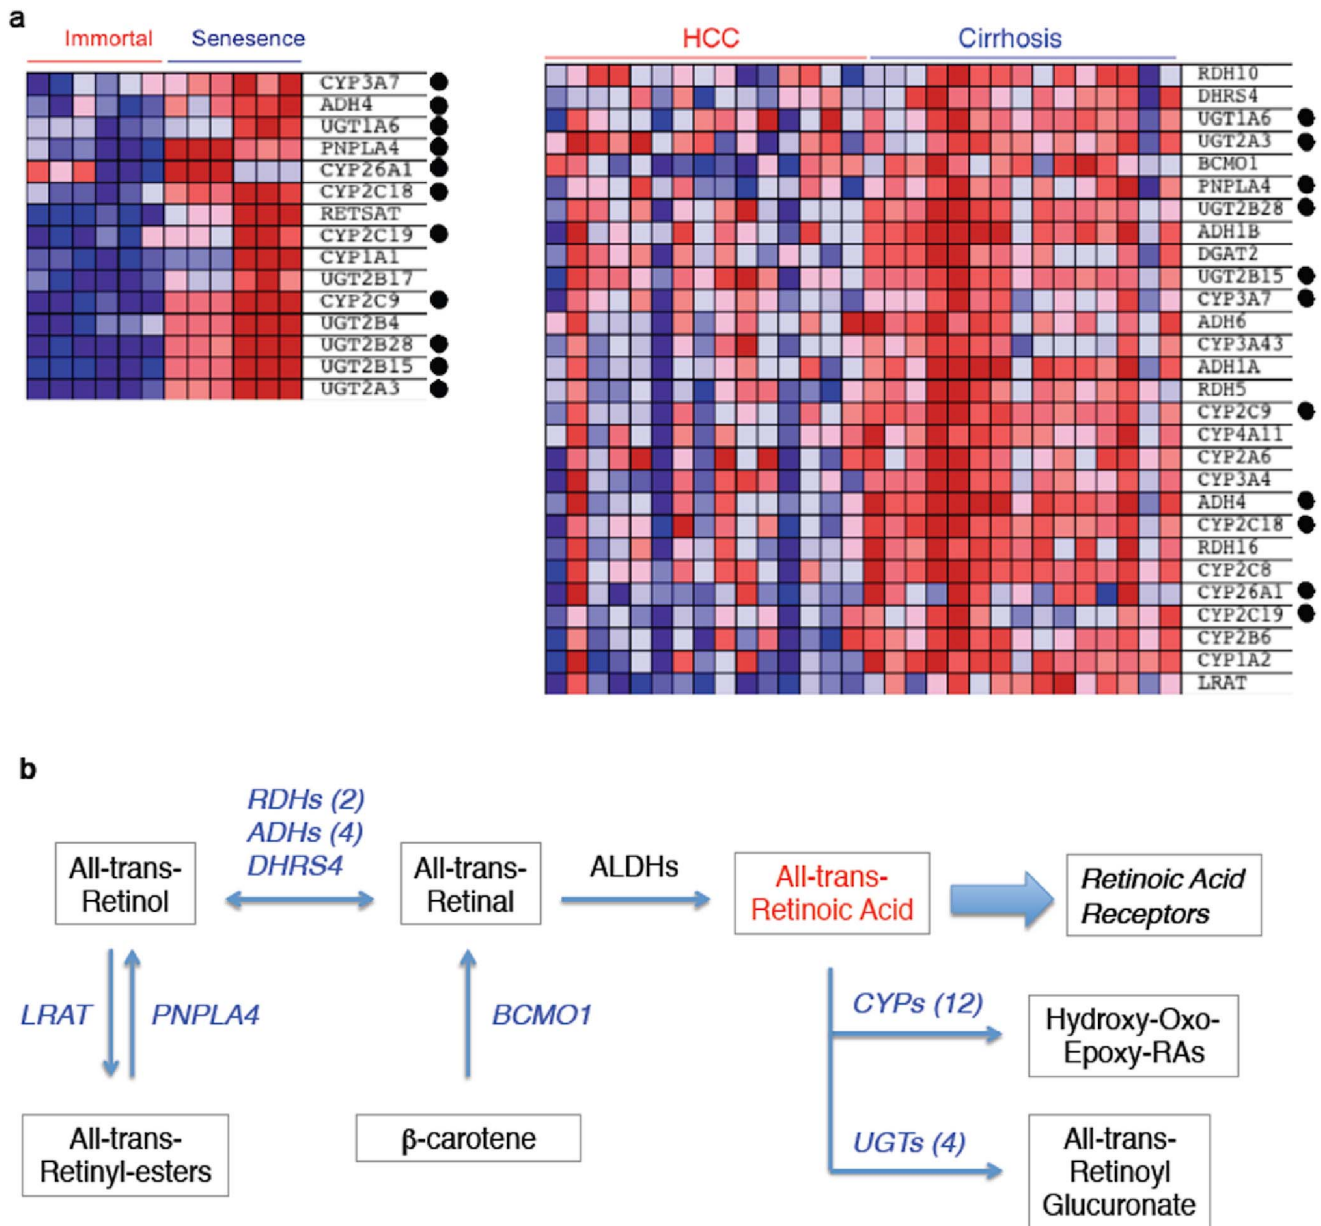 a
Immortal
Senesence
CYP3A7
ADH4
UGT1A6
PNPLA4
CYP26A1
CYP2C18
RETSAT
CYP2C19
CYP1A1
UGT2B17
CYP2C9
UGT2B4
UGT2B28
UGT2B15
UGT2A3
HCC
Cirrhosis
RDH10
DHRS4
UGT1A6
UGT2A3
BCMO1
PNPLA4
UGT2B28
ADH1B
DGAT2
UGT2B15
CYP3A7
ADH6
CYP3A43
ADH1A
RDH5
CYP2C9
CYP4A11
CYP2A6
CYP3A4
ADH4
CYP2C18
RDH16
CYP2C8
CYP26A1
CYP2C19
CYP2B6
CYP1A2
LRAT
b
RDHs (2)
ADHs (4)
DHRS4
All-trans-
Retinol
All-trans-
Retinal
ALDHs
All-trans-
Retinoic Acid
Retinoic Acid
Receptors
LRAT
PNPLA4
BCMO1
CYPs (12)
Hydroxy-Oxo-
Epoxy-RAs
All-trans-
Retinyl-esters
β-carotene
UGTs (4)
All-trans-
Retinoyl
Glucuronate